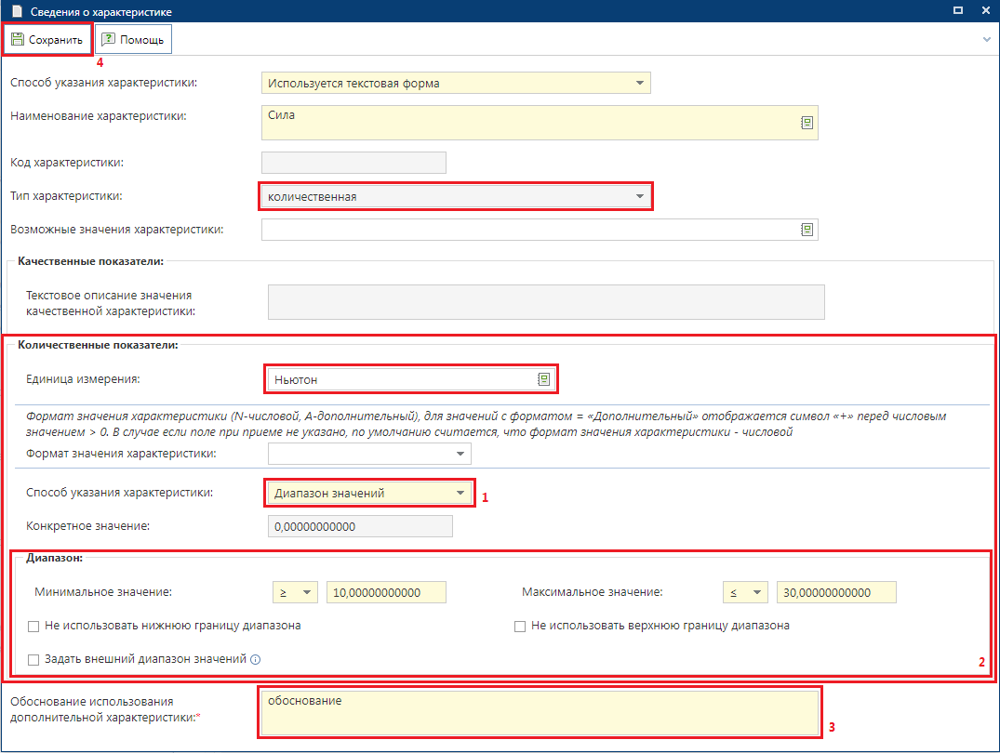 Сведения о характеристике
Сохранить
Помощь
4
Способ указания характеристики:
Используется текстовая форма
Наименование характеристики:
Сила
Код характеристики:
Тип характеристики:
количественная
Возможные значения характеристики:
Качественные показатели:
Текстовое описание значения
качественной характеристики:
Количественные показатели:
Единица измерения:
Ньютон
Формат значения характеристики (N-числовой, A-дополнительный), для значений с форматом = «Дополнительный» отображается символ «+» перед числовым
значением > 0. В случае если поле при приеме не указано, по умолчанию считается, что формат значения характеристики - числовой
Формат значения характеристики:
Способ указания характеристики:
Диапазон значений
1
Конкретное значение:
0,00000000000
Диапазон:
Минимальное значение:
≥
10,00000000000
Максимальное значение:
≤
30,00000000000
Не использовать нижнюю границу диапазона
Не использовать верхнюю границу диапазона
Задать внешний диапазон значений
2
Обоснование использования
дополнительной характеристики:*
обоснование
3